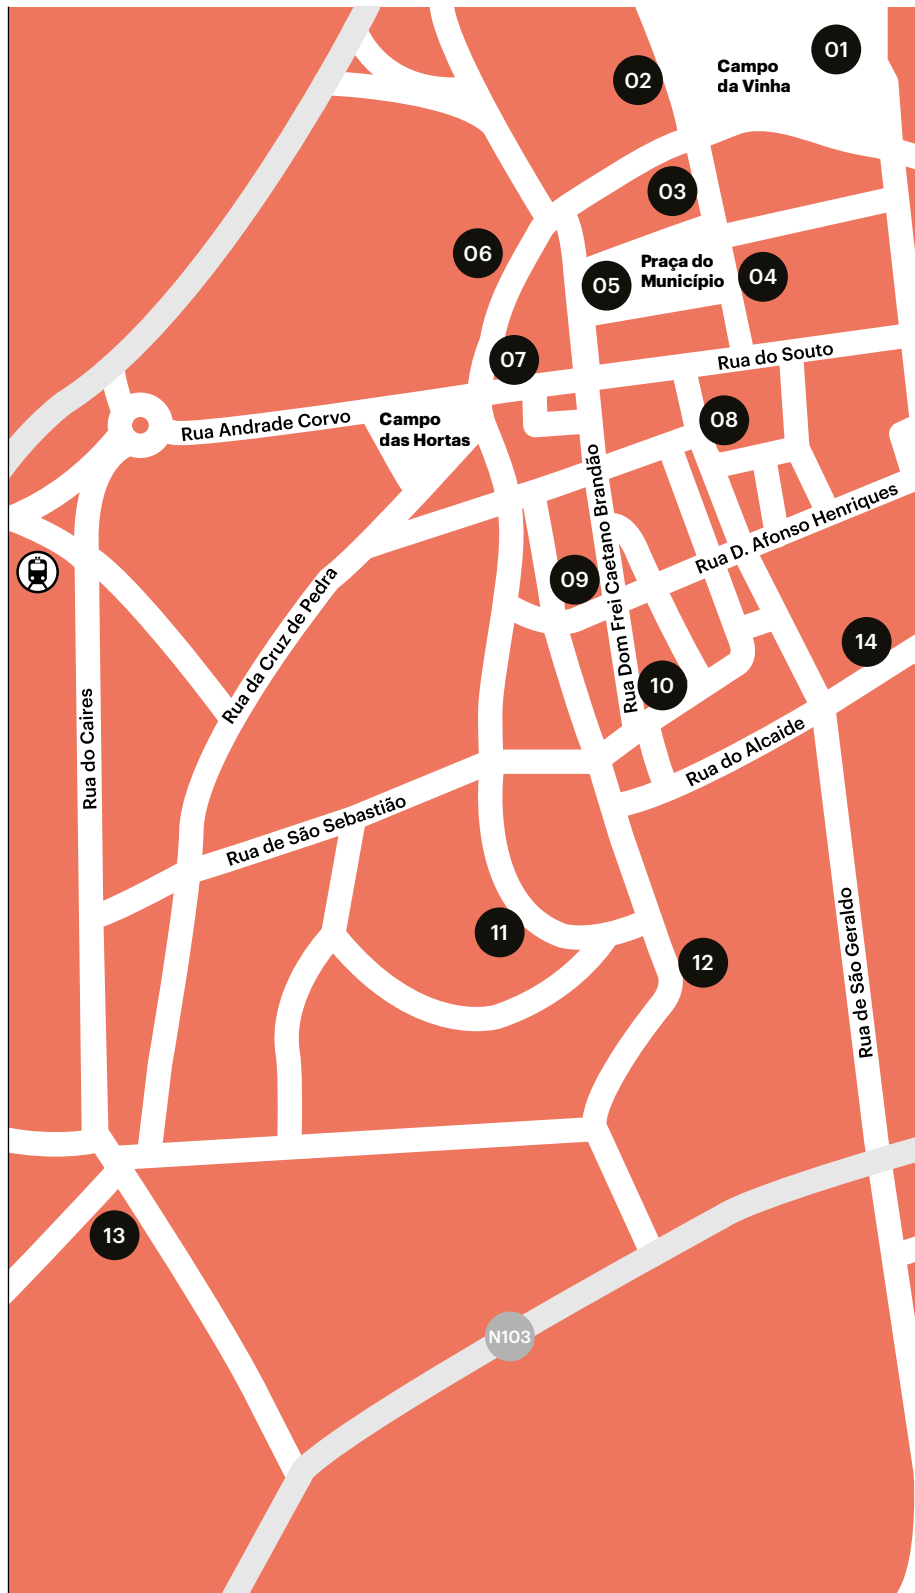 01
Campo
da Vinha
02
03
06
Praça do
Município
04
05
07
Rua do Souto
Rua Andrade Corvo
Campo
das Hortas
08
Rua Dom Frei Caetano Brandão
Rua D. Afonso Henriques
09
Rua da Cruz de Pedra
14
10
Rua do Caires
Rua do Alcaide
Rua de São Sebastião
11
12
Rua de São Geraldo
13
N103